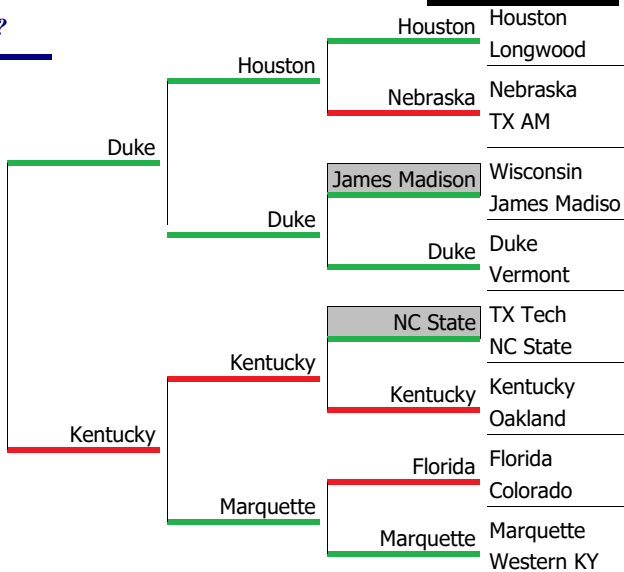 ?
Houston
Houston
Longwood
Houston
Nebraska
Nebraska
TX AM
Duke
James Madison
Wisconsin
James Madiso
Duke
Duke
Duke
Vermont
NC State
TX Tech
NC State
Kentucky
Kentucky
Kentucky
Oakland
Kentucky
Florida
Florida
Colorado
Marquette
Marquette
Marquette
Western KY